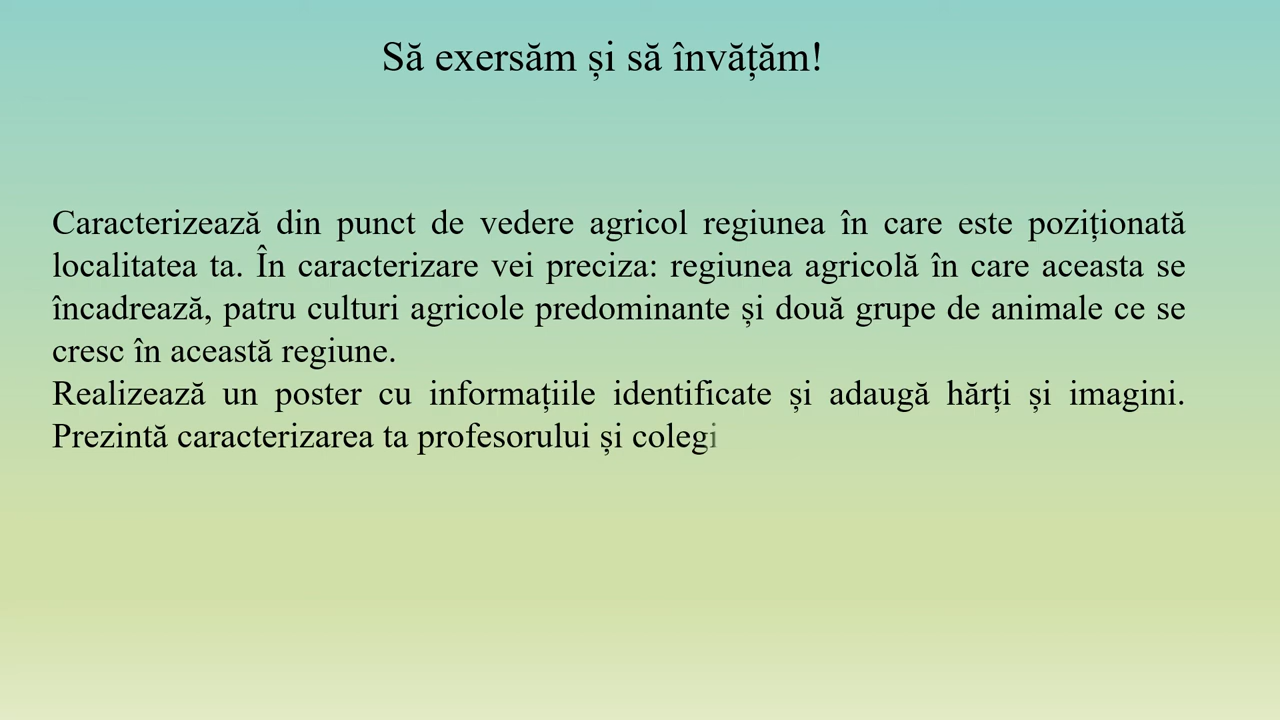 Să exersăm și să învățăm!
Caracterizează din punct de vedere agricol regiunea în care este poziționată
localitatea ta. În caracterizare vei preciza: regiunea agricolă în care aceasta se
încadrează, patru culturi agricole predominante și două grupe de animale ce se
cresc în această regiune.
Realizează un poster cu informațiile identificate și adaugă hărți și imagini.
Prezintă caracterizarea ta profesorului și colegi